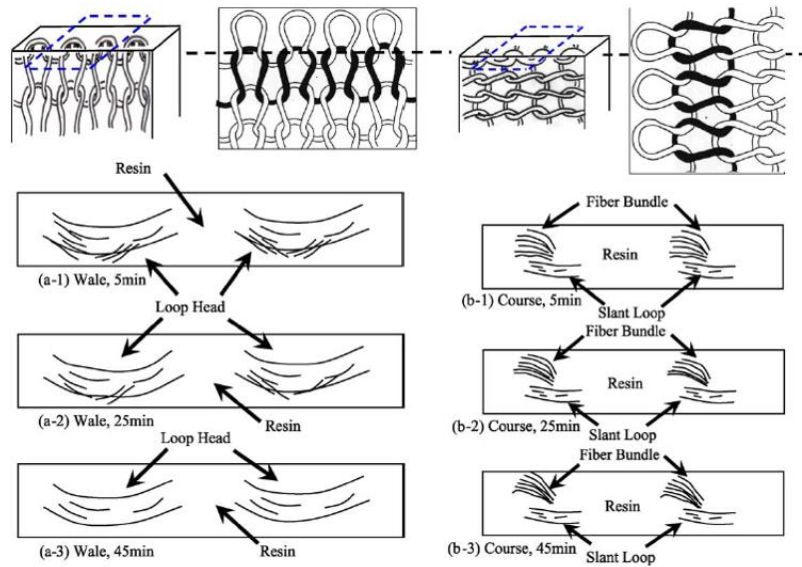 Resin
(a-1) Wale, 5min
Loop Head
(a-2) Wale, 25min
Resin
Loop Head
(a-3) Wale, 45min
Resin
Fiber Bundle
Resin
(b-1) Course, 5min
Slant Loop
Fiber Bundle
Resin
(b-2) Course, 25min
Slant Loop
Fiber Bundle
Resin
(b-3) Course, 45min
Slant Loop